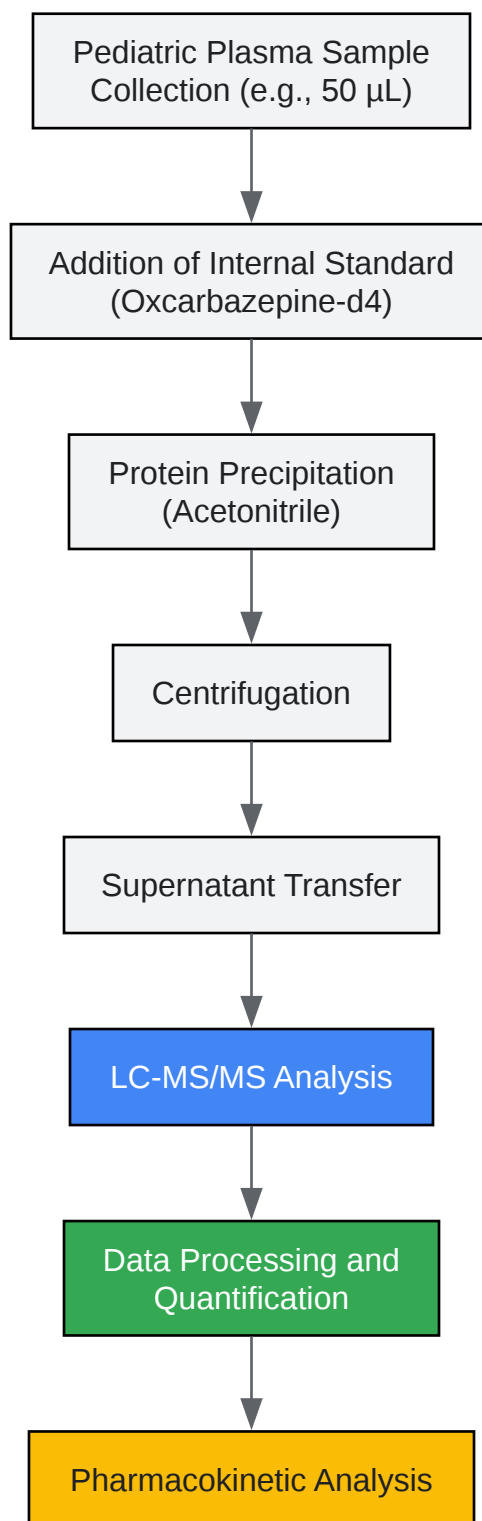 Pediatric Plasma Sample
Collection (e.g., 50 µL)
Addition of Internal Standard
(Oxcarbazepine-d4)
Protein Precipitation
(Acetonitrile)
Centrifugation
Supernatant Transfer
LC-MS/MS Analysis
Data Processing and
Quantification
Pharmacokinetic Analysis